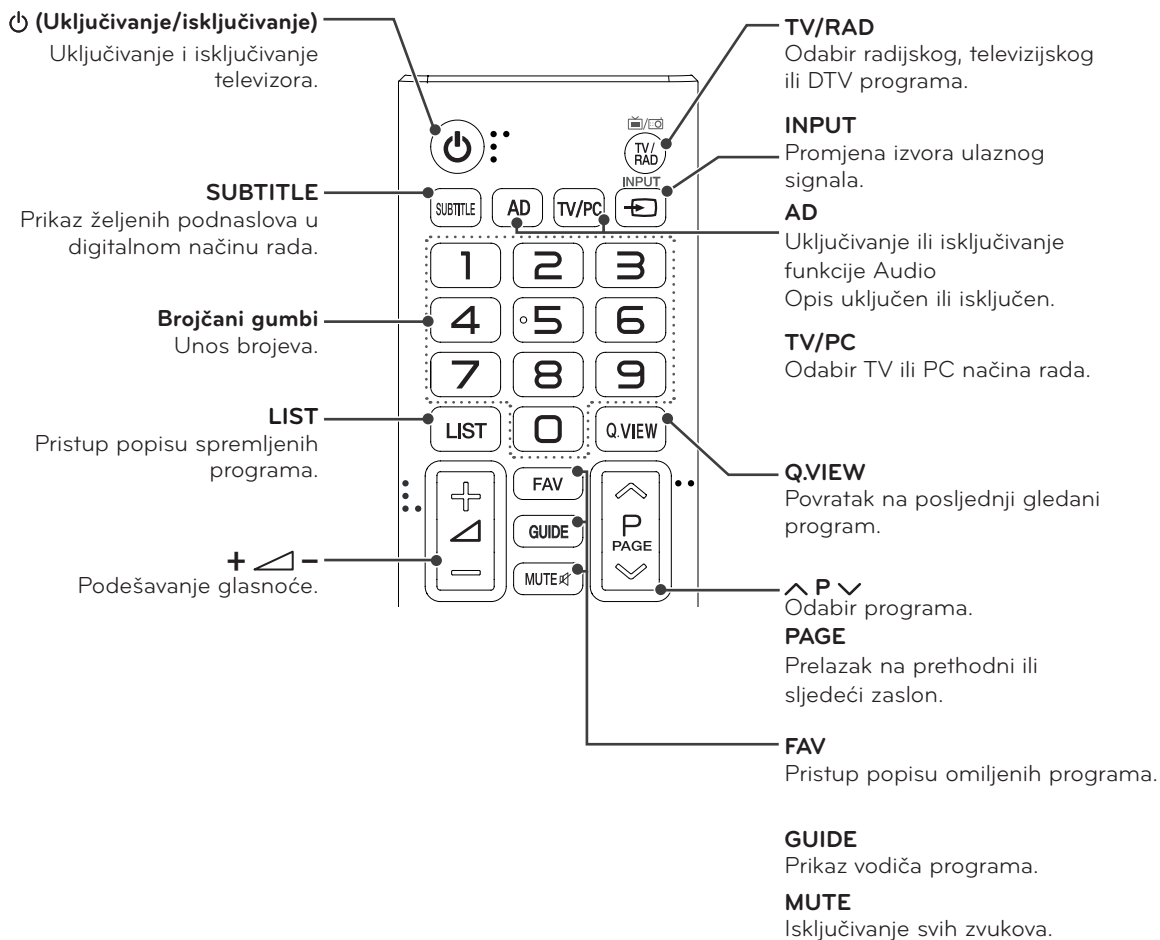 ⏻ (Uključivanje/isključivanje)
Uključivanje i isključivanje
televizora.
SUBTITLE
Prikaz željenih podnaslova u
digitalnom načinu rada.
Brojčani gumbi
Unos brojeva.
LIST
Pristup popisu spremljenih
programa.
+ ⊿ −
Podešavanje glasnoće.
TV/
RAD
INPUT
SUBTITLE AD TV/PC
1 2 3
4 5 6
7 8 9
LIST 0 Q.VIEW
+
−
FAV
GUIDE
MUTE
P
PAGE
TV/RAD
Odabir radijskog, televizijskog
ili DTV programa.
INPUT
Promjena izvora ulaznog
signala.
AD
Uključivanje ili isključivanje
funkcije Audio
Opis uključen ili isključen.
TV/PC
Odabir TV ili PC načina rada.
Q.VIEW
Povratak na posljednji gledani
program.
︿ P ﹀
Odabir programa.
PAGE
Prelazak na prethodni ili
sljedeći zaslon.
FAV
Pristup popisu omiljenih programa.
GUIDE
Prikaz vodiča programa.
MUTE
Isključivanje svih zvukova.